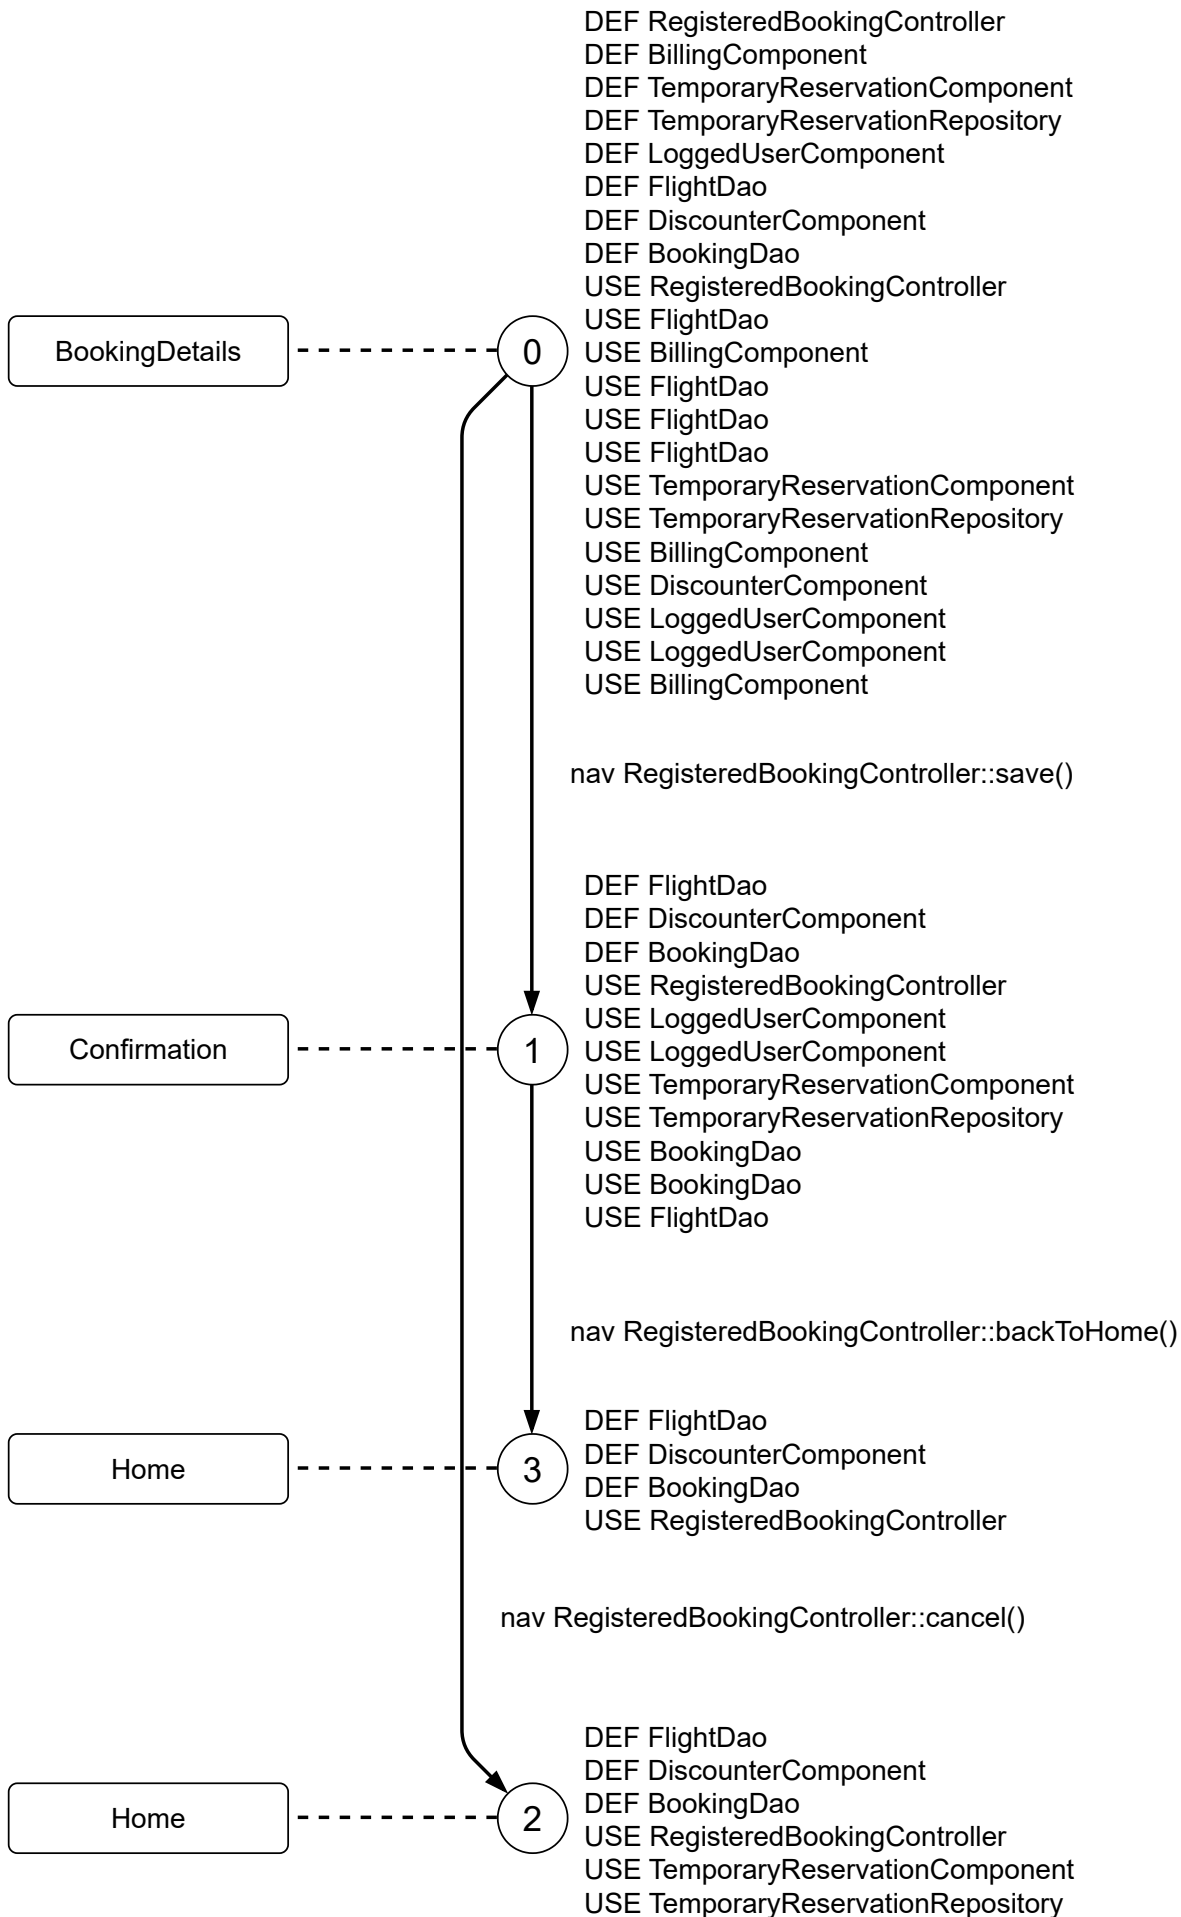 DEF RegisteredBookingController
DEF BillingComponent
DEF TemporaryReservationComponent
DEF TemporaryReservationRepository
DEF LoggedUserComponent
DEF FlightDao
DEF DiscounterComponent
DEF BookingDao
USE RegisteredBookingController
USE FlightDao
BookingDetails
0
USE BillingComponent
USE FlightDao
USE FlightDao
USE FlightDao
USE TemporaryReservationComponent
USE TemporaryReservationRepository
USE BillingComponent
USE DiscounterComponent
USE LoggedUserComponent
USE LoggedUserComponent
USE BillingComponent
nav RegisteredBookingController::save()
DEF FlightDao
DEF DiscounterComponent
DEF BookingDao
USE RegisteredBookingController
USE LoggedUserComponent
Confirmation
1
USE LoggedUserComponent
USE TemporaryReservationComponent
USE TemporaryReservationRepository
USE BookingDao
USE BookingDao
USE FlightDao
nav RegisteredBookingController::backToHome()
DEF FlightDao
DEF DiscounterComponent
Home
3
DEF BookingDao
USE RegisteredBookingController
nav RegisteredBookingController::cancel()
DEF FlightDao
DEF DiscounterComponent
DEF BookingDao
Home
2
USE RegisteredBookingController
USE TemporaryReservationComponent
USE TemporaryReservationRepository